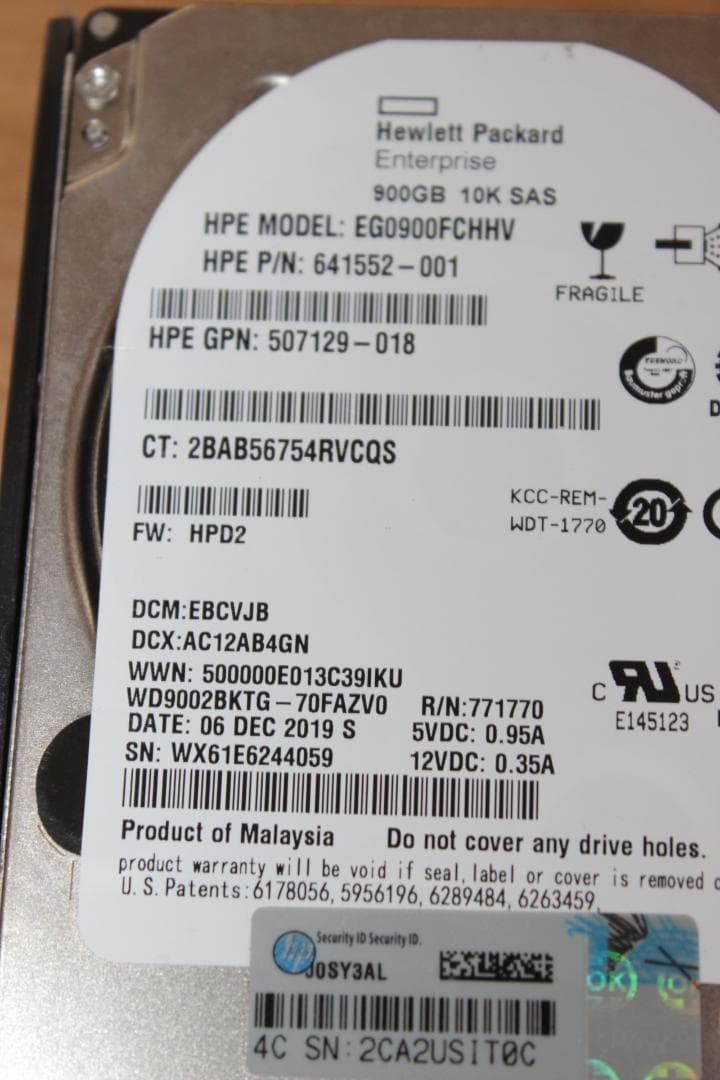 Hewlett Packard
Enterprise
900GB 10K SAS
HPE MODEL: EG0900FCHHV
HPE P/N: 641552-001
FRAGILE
HPE GPN: 507129-018
CT: 2BAB56754RVCQS
KCC-REM-
WDT-1770
20
FW: HPD2
DCM:EBCVJB
DCX:AC12AB4GN
WWN: 500000E013C39IKU
WD9002BKTG-70FAZV0 R/N:771770
DATE: 06 DEC 2019 S 5VDC: 0.95A
SN: WX61E6244059 12VDC: 0.35A
C US
E145123
Product of Malaysia Do not cover any drive holes.
product warranty will be void if seal, label or cover is removed
U.S. Patents: 6178056, 5956196, 6289484, 6263459
hp Security ID Security ID.
J0SY3AL
OK
4C SN:2CA2USIT0C